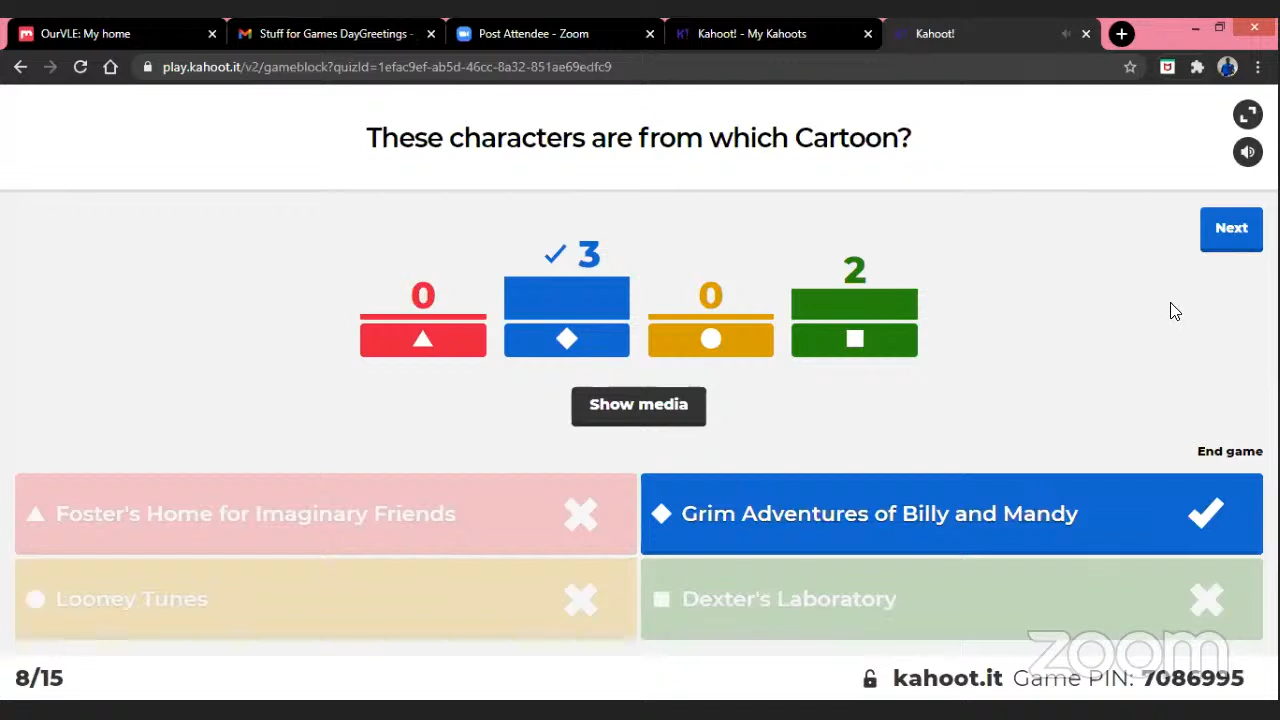 OurVLE: My home
Stuff for Games DayGreetings -
Post Attendee - Zoom
Kahoot! - My Kahoots
Kahoot!
play.kahoot.it/v2/gameblock?quizId=1efac9ef-ab5d-46cc-8a32-851ae69edfc9
These characters are from which Cartoon?
Next
0
3
0
2
Show media
End game
Foster's Home for Imaginary Friends
Grim Adventures of Billy and Mandy
Looney Tunes
Dexter's Laboratory
zoom
8/15
kahoot.it Game PIN: 7086995